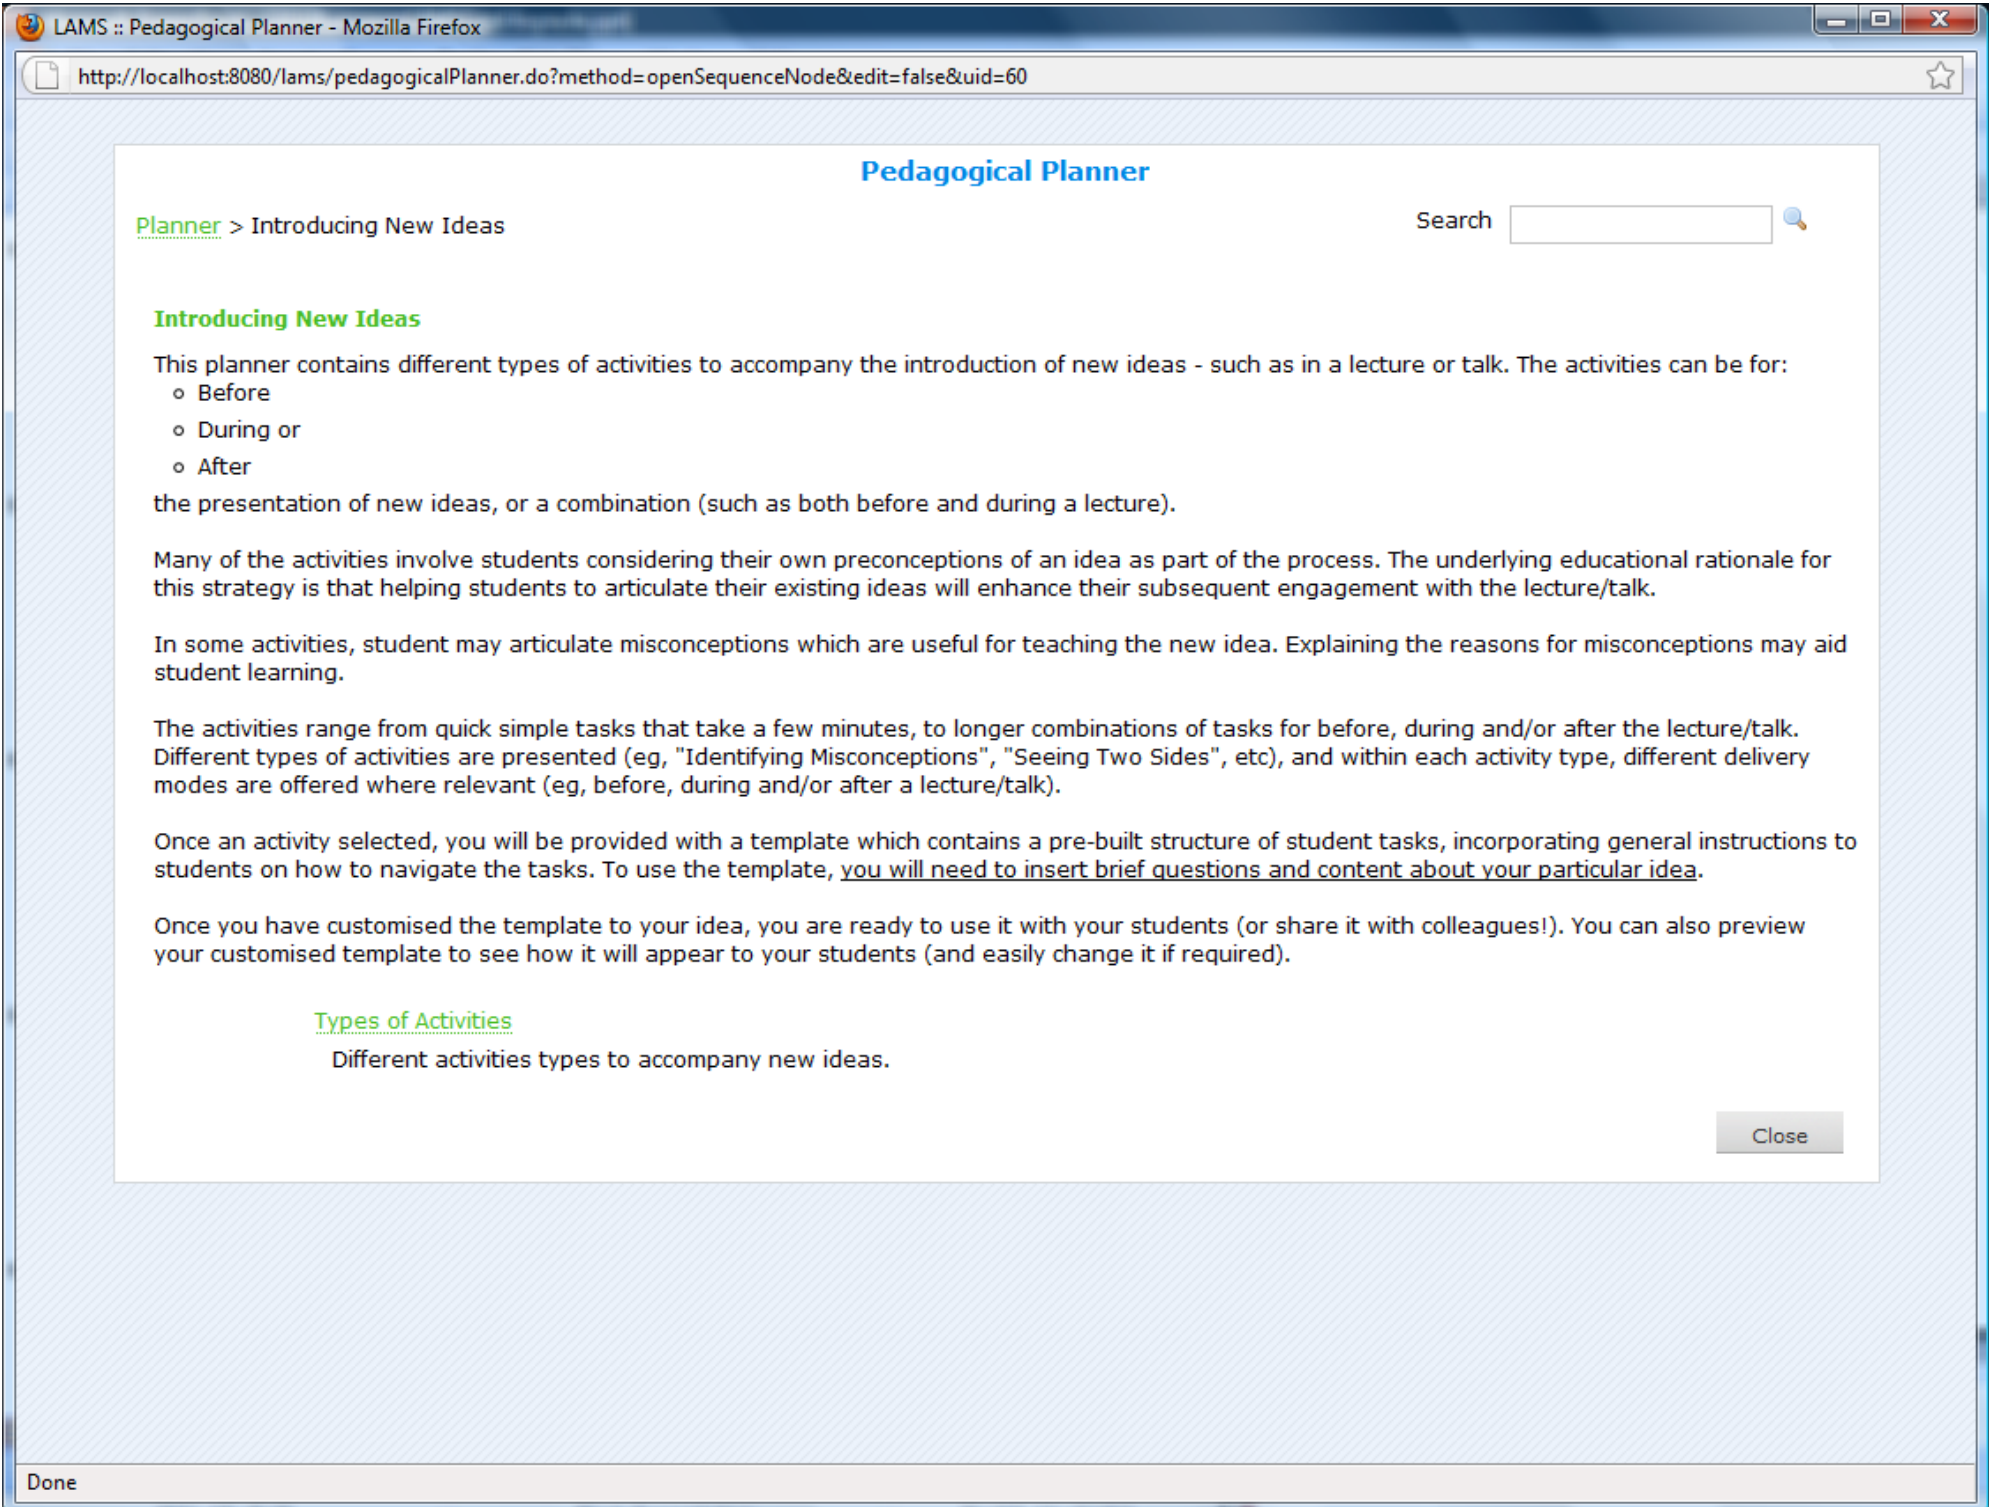 LAMS :: Pedagogical Planner - Mozilla Firefox
http://localhost:8080/lams/pedagogicalPlanner.do?method=openSequenceNode&edit=false&uid=60
Pedagogical Planner
Planner > Introducing New Ideas
Search
Introducing New Ideas
This planner contains different types of activities to accompany the introduction of new ideas - such as in a lecture or talk. The activities can be for:
Before
During or
After
the presentation of new ideas, or a combination (such as both before and during a lecture).
Many of the activities involve students considering their own preconceptions of an idea as part of the process. The underlying educational rationale for
this strategy is that helping students to articulate their existing ideas will enhance their subsequent engagement with the lecture/talk.
In some activities, student may articulate misconceptions which are useful for teaching the new idea. Explaining the reasons for misconceptions may aid
student learning.
The activities range from quick simple tasks that take a few minutes, to longer combinations of tasks for before, during and/or after the lecture/talk.
Different types of activities are presented (eg, "Identifying Misconceptions", "Seeing Two Sides", etc), and within each activity type, different delivery
modes are offered where relevant (eg, before, during and/or after a lecture/talk).
Once an activity selected, you will be provided with a template which contains a pre-built structure of student tasks, incorporating general instructions to
students on how to navigate the tasks. To use the template, you will need to insert brief questions and content about your particular idea.
Once you have customised the template to your idea, you are ready to use it with your students (or share it with colleagues!). You can also preview
your customised template to see how it will appear to your students (and easily change it if required).
Types of Activities
Different activities types to accompany new ideas.
Close
Done